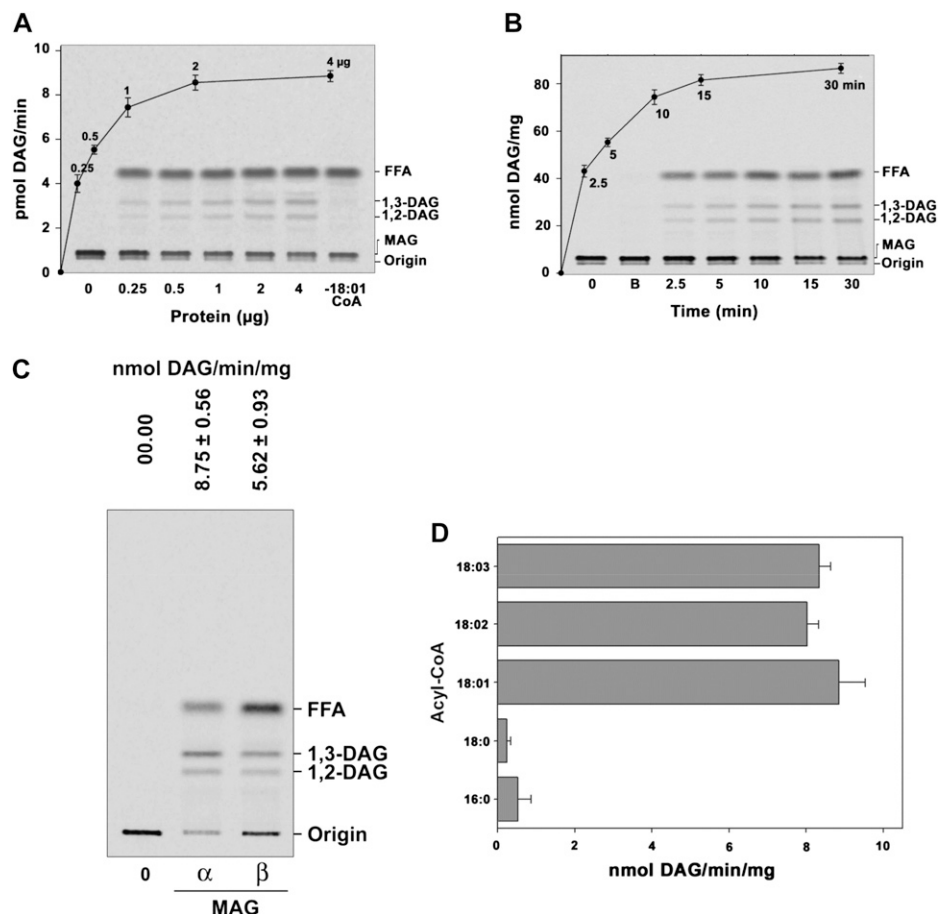 A
pmol DAG/min
10
8
6
4
2
0
0.25
0.5
1
2
4 µg
FFA
1,3-DAG
1,2-DAG
MAG
Origin
0 0.25 0.5 1 2 4 -18:01 CoA
Protein (µg)
B
nmol DAG/mg
80
60
40
20
0
2.5
5
10
15
30 min
FFA
1,3-DAG
1,2-DAG
MAG
Origin
0 B 2.5 5 10 15 30
Time (min)
C
nmol DAG/min/mg
00.00
8.75 ± 0.56
5.62 ± 0.93
FFA
1,3-DAG
1,2-DAG
Origin
0 α β
MAG
D
Acyl-CoA
18:03
18:02
18:01
18:0
16:0
0 2 4 6 8 10
nmol DAG/min/mg